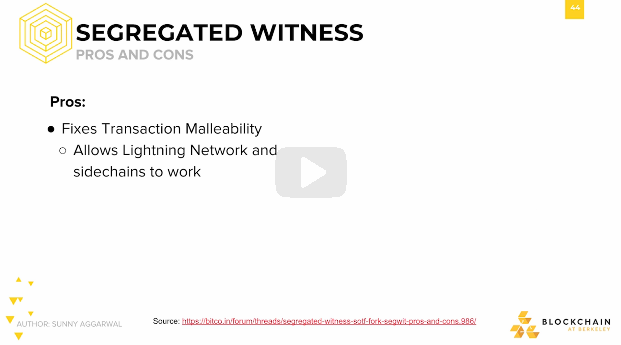 44
SEGREGATED WITNESS
PROS AND CONS
Pros:
● Fixes Transaction Malleability
○ Allows Lightning Network and
sidechains to work
AUTHOR: SUNNY AGGARWAL
Source: https://bitco.in/forum/threads/segregated-witness-sotf-fork-segwit-pros-and-cons.986/
BLOCKCHAIN
AT BERKELEY